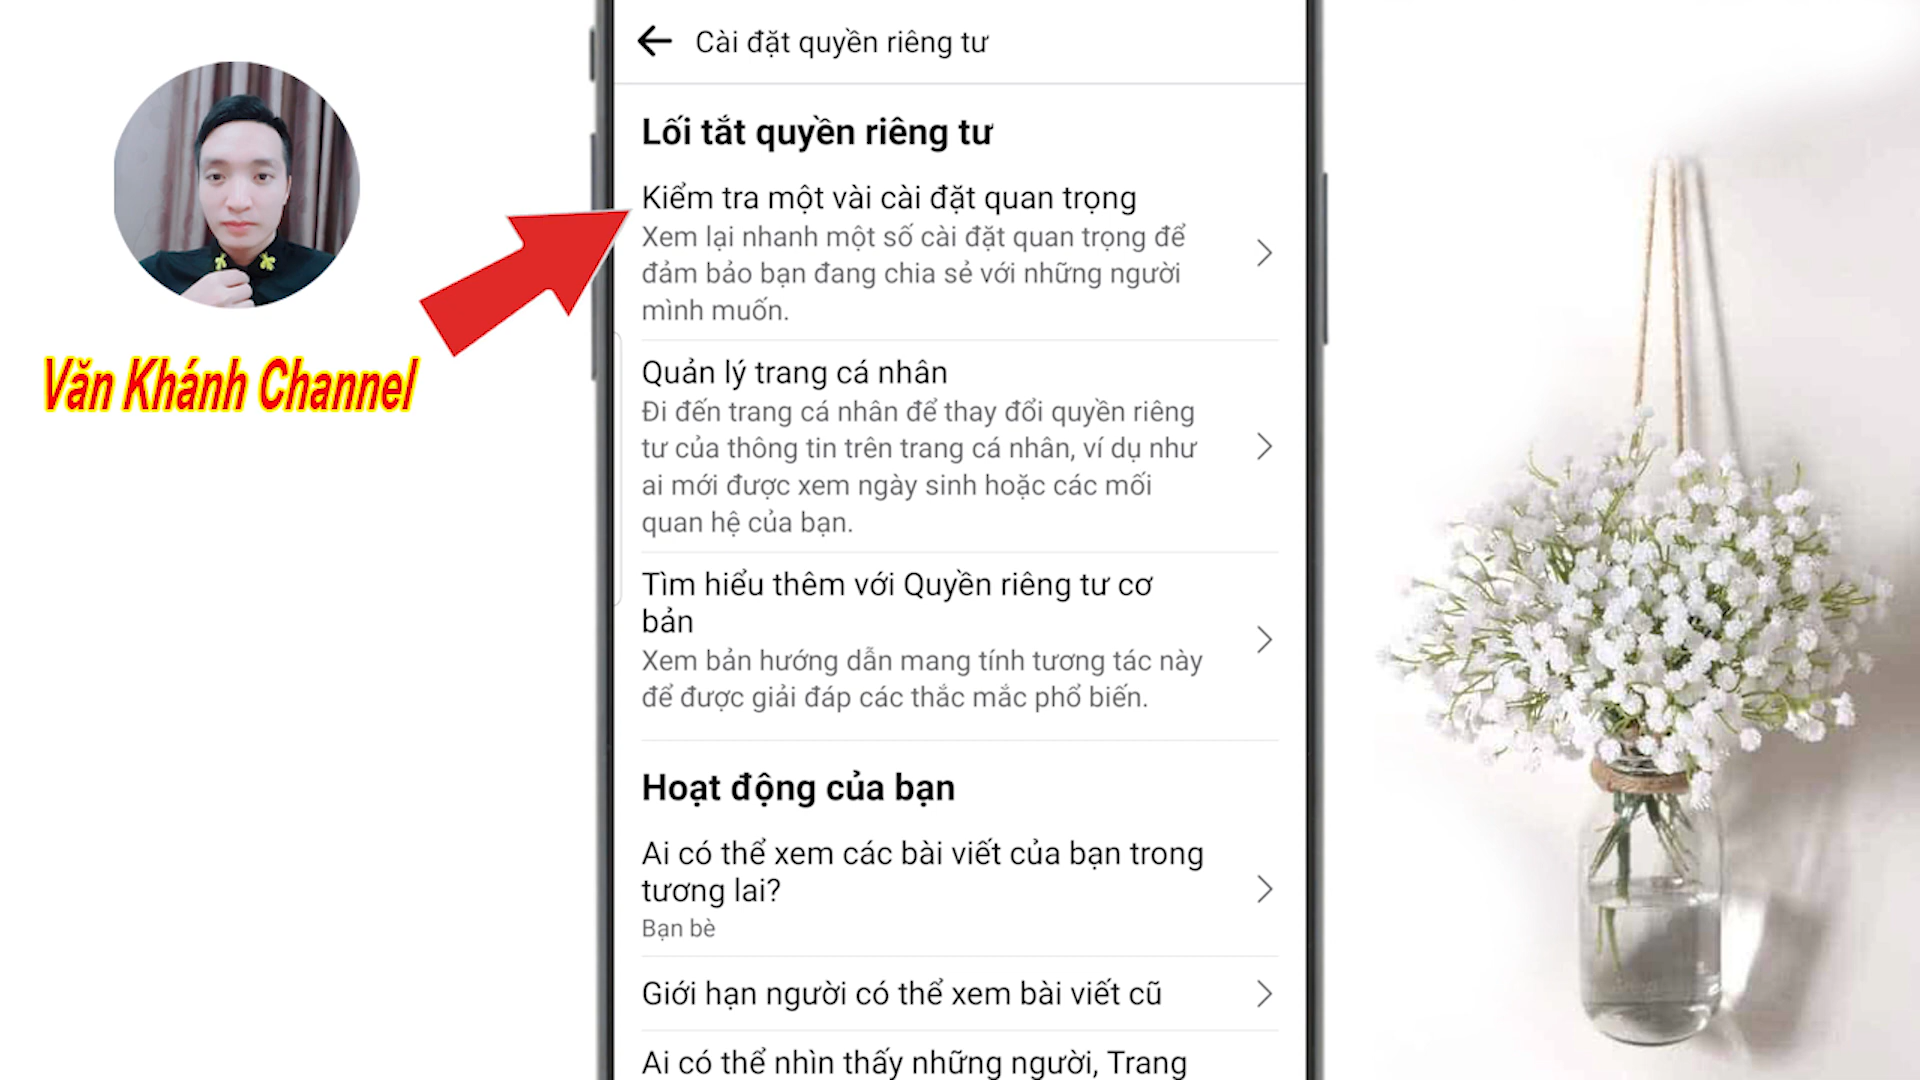 Cài đặt quyền riêng tư
Lối tắt quyền riêng tư
Kiểm tra một vài cài đặt quan trọng
Xem lại nhanh một số cài đặt quan trọng để
đảm bảo bạn đang chia sẻ với những người
mình muốn.
Văn Khánh Channel
Quản lý trang cá nhân
Đi đến trang cá nhân để thay đổi quyền riêng
tư của thông tin trên trang cá nhân, ví dụ như
ai mới được xem ngày sinh hoặc các mối
quan hệ của bạn.
Tìm hiểu thêm với Quyền riêng tư cơ
bản
Xem bản hướng dẫn mang tính tương tác này
để được giải đáp các thắc mắc phổ biến.
Hoạt động của bạn
Ai có thể xem các bài viết của bạn trong
tương lai?
Bạn bè
Giới hạn người có thể xem bài viết cũ
Ai có thể nhìn thấy những người, Trang